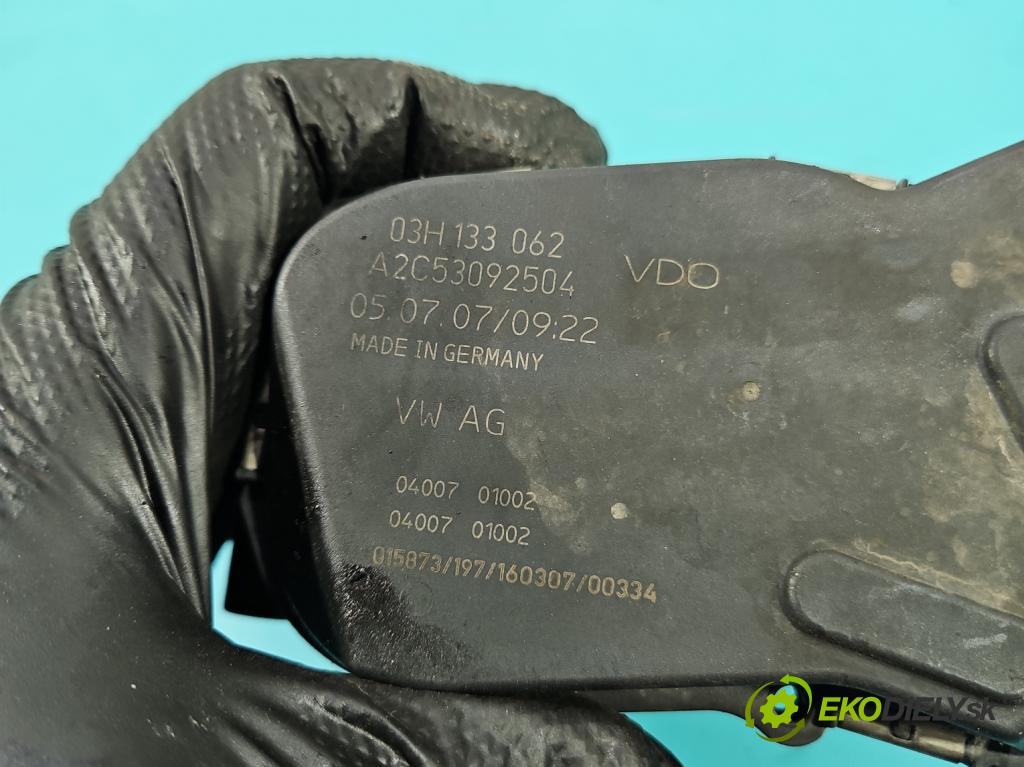 03H 133 062
A2C53092504
VDO
05.07.07/09:22
MADE IN GERMANY
VW AG
04007 01002
04007 01002
015873/197/160307/00334
EKODIELY.sk